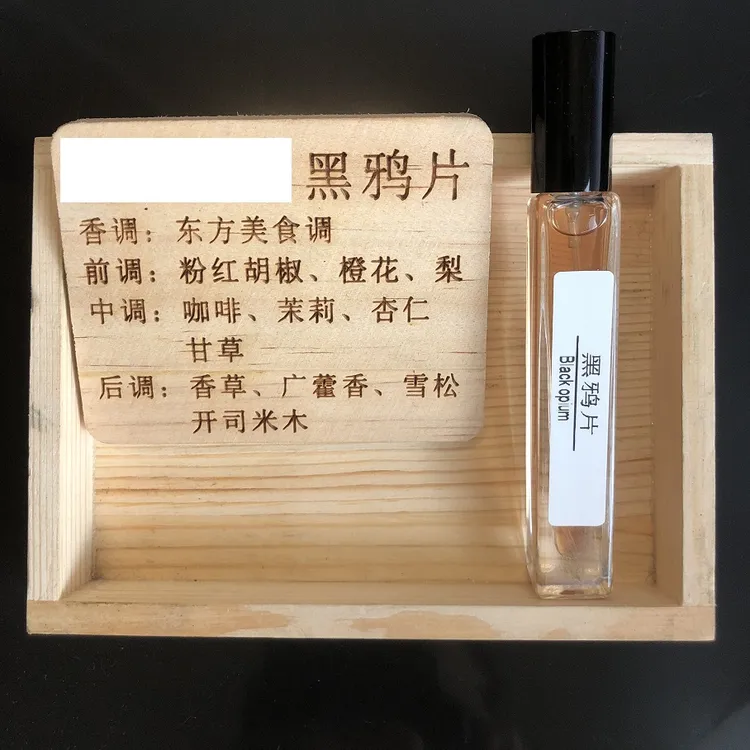 黑鸦片
香调：东方美食调
前调：粉红胡椒、橙花、梨
中调：咖啡、茉莉、杏仁
甘草
后调：香草、广藿香、雪松
开司米木
黑鸦片
Black opium